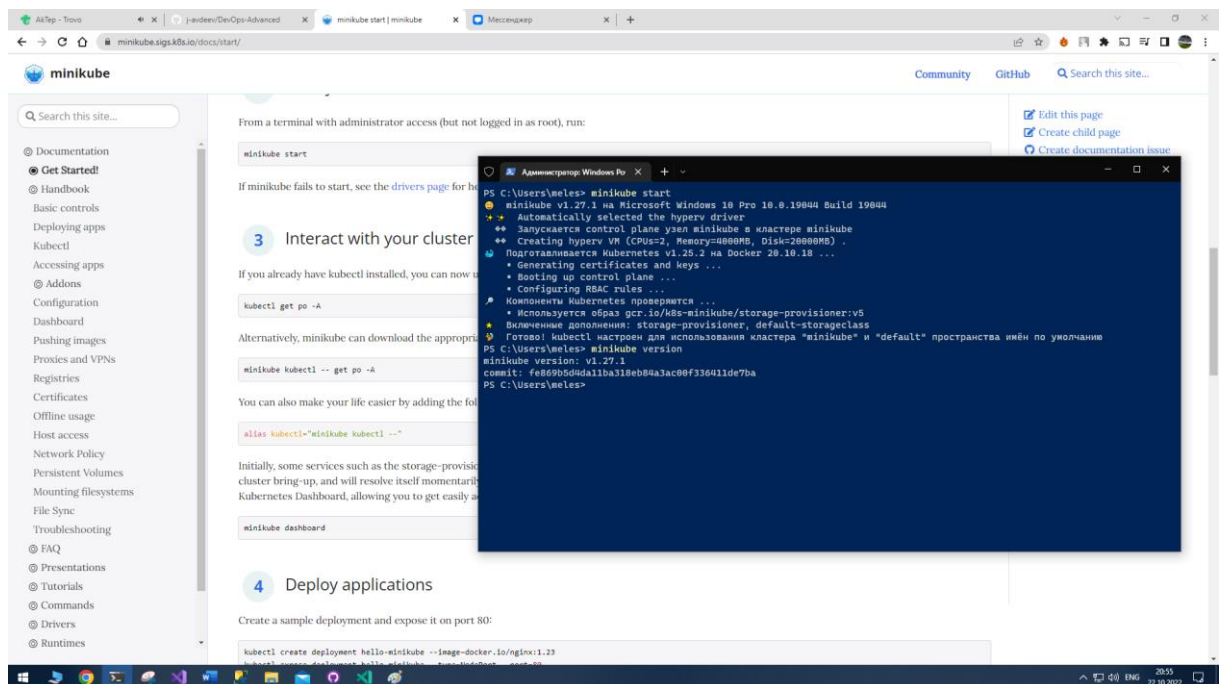 AkTep - Trovo
j-avdeev/DevOps-Advanced
minikube start | minikube
Мессенджер
minikube.sigs.k8s.io/docs/start/
minikube
Community
GitHub
Search this site...
Search this site...
Documentation
Get Started!
Handbook
Basic controls
Deploying apps
Kubectl
Accessing apps
Addons
Configuration
Dashboard
Pushing images
Proxies and VPNs
Registries
Certificates
Offline usage
Host access
Network Policy
Persistent Volumes
Mounting filesystems
File Sync
Troubleshooting
FAQ
Presentations
Tutorials
Commands
Drivers
Runtimes
From a terminal with administrator access (but not logged in as root), run:
minikube start
If minikube fails to start, see the drivers page for
3 Interact with your cluster
If you already have kubectl installed, you can now
kubectl get po -A
Alternatively, minikube can download the
minikube kubectl -- get po -A
You can also make your life easier by adding the
alias kubectl="minikube kubectl --"
Initially, some services such as the
cluster bring-up, and will resolve itself
Kubernetes Dashboard, allowing you to get easily
minikube dashboard
4 Deploy applications
Create a sample deployment and expose it on port 80:
kubectl create deployment hello-minikube --image=docker.io/nginx:1.23
Edit this page
Create child page
Create documentation issue
Администратор: Windows Po
PS C:\Users\meles> minikube start
minikube v1.27.1 на Microsoft Windows 10 Pro 10.0.19044 Build 19044
Automatically selected the hyperv driver
Запускается control plane узел minikube в кластере minikube
Creating hyperv VM (CPUs=2, Memory=4000MB, Disk=20000MB) .
Подготавливается Kubernetes v1.25.2 на Docker 20.10.18 ...
• Generating certificates and keys ...
• Booting up control plane ...
• Configuring RBAC rules ...
Компоненты Kubernetes проверяются ...
• Используется образ gcr.io/k8s-minikube/storage-provisioner:v5
Включенные дополнения: storage-provisioner, default-storageclass
Готово! kubectl настроен для использования кластера "minikube" и "default" пространства имён по умолчанию
PS C:\Users\meles> minikube version
minikube version: v1.27.1
commit: fe869b5d4da11ba318eb84a3ac00f336411de7ba
PS C:\Users\meles>
ENG
20:55
22.10.2022